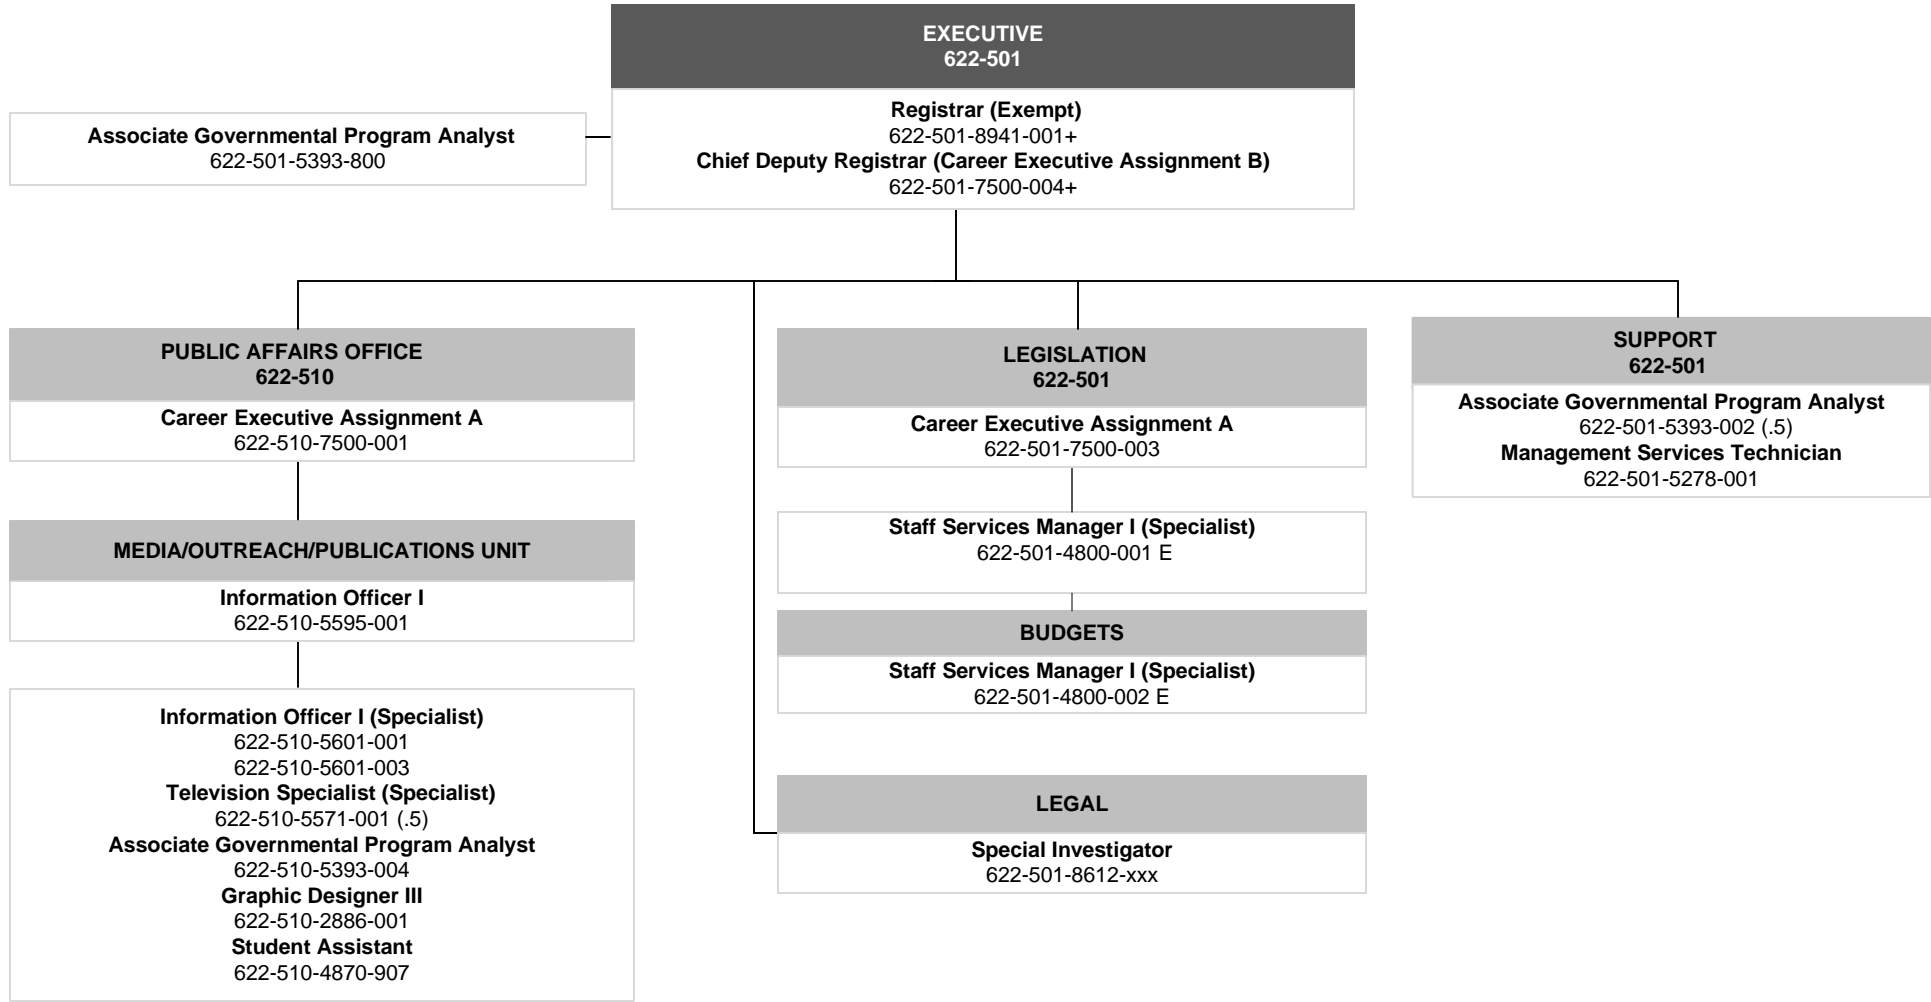 EXECUTIVE
622-501
Registrar (Exempt)
622-501-8941-001+
Chief Deputy Registrar (Career Executive Assignment B)
622-501-7500-004+
Associate Governmental Program Analyst
622-501-5393-800
PUBLIC AFFAIRS OFFICE
622-510
Career Executive Assignment A
622-510-7500-001
MEDIA/OUTREACH/PUBLICATIONS UNIT
Information Officer I
622-510-5595-001
Information Officer I (Specialist)
622-510-5601-001
622-510-5601-003
Television Specialist (Specialist)
622-510-5571-001 (.5)
Associate Governmental Program Analyst
622-510-5393-004
Graphic Designer III
622-510-2886-001
Student Assistant
622-510-4870-907
LEGISLATION
622-501
Career Executive Assignment A
622-501-7500-003
Staff Services Manager I (Specialist)
622-501-4800-001 E
BUDGETS
Staff Services Manager I (Specialist)
622-501-4800-002 E
LEGAL
Special Investigator
622-501-8612-xxx
SUPPORT
622-501
Associate Governmental Program Analyst
622-501-5393-002 (.5)
Management Services Technician
622-501-5278-001